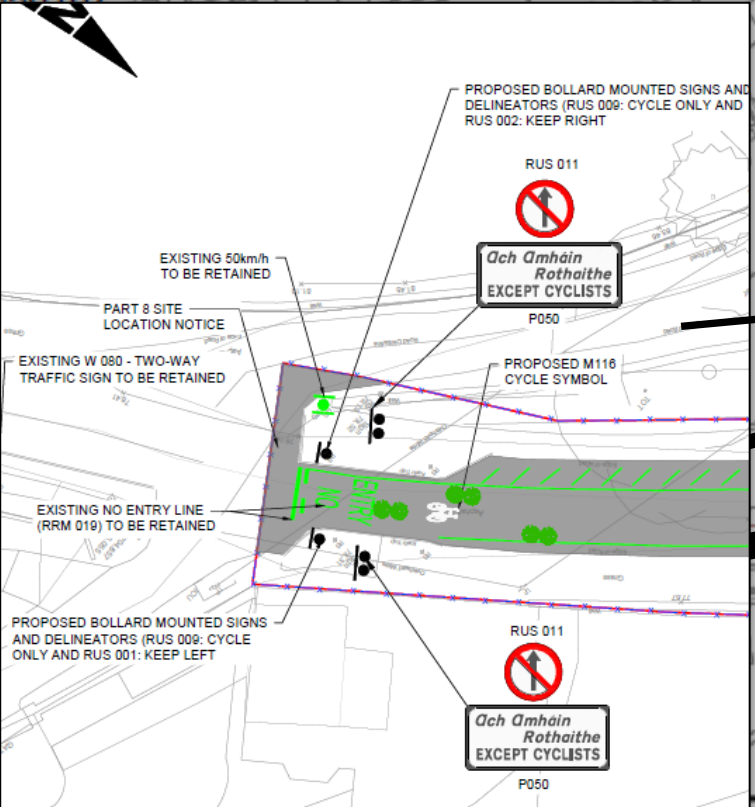 PROPOSED BOLLARD MOUNTED SIGNS AND
DELINEATORS (RUS 009: CYCLE ONLY AND
RUS 002: KEEP RIGHT
RUS 011
Ach Amháin
Rothaithe
EXCEPT CYCLISTS
P050
EXISTING 50km/h
TO BE RETAINED
PART 8 SITE
LOCATION NOTICE
EXISTING W 080 - TWO-WAY
TRAFFIC SIGN TO BE RETAINED
PROPOSED M116
CYCLE SYMBOL
NO
ENTRY
EXISTING NO ENTRY LINE
(RRM 019) TO BE RETAINED
PROPOSED BOLLARD MOUNTED SIGNS
AND DELINEATORS (RUS 009: CYCLE
ONLY AND RUS 001: KEEP LEFT
RUS 011
Ach Amháin
Rothaithe
EXCEPT CYCLISTS
P050